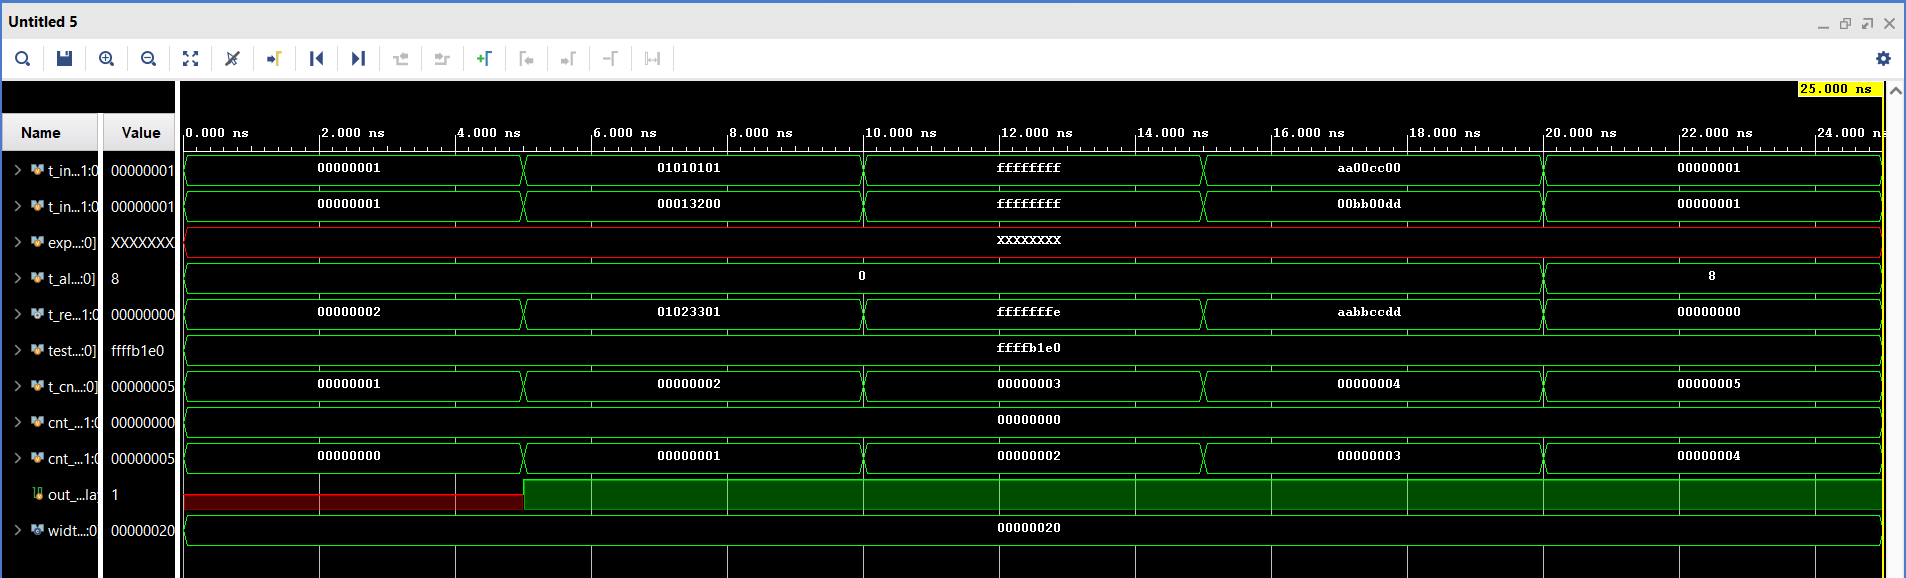 Untitled 5
25.000 ns
Name Value 0.000 ns 2.000 ns 4.000 ns 6.000 ns 8.000 ns 10.000 ns 12.000 ns 14.000 ns 16.000 ns 18.000 ns 20.000 ns 22.000 ns 24.000 n
t_in...1:0 00000001 00000001 01010101 ffffffff aa00cc00 00000001
t_in...1:0 00000001 00000001 00013200 ffffffff 00bb00dd 00000001
exp...:0] XXXXXXX XXXXXXXX
t_al...:0] 8 0 8
t_re...1:0 00000000 00000002 01023301 fffffffe aabbccdd 00000000
test...:0] ffffb1e0 ffffb1e0
t_cn...:0] 00000005 00000001 00000002 00000003 00000004 00000005
cnt_...1:0 00000000 00000000
cnt_...1:0 00000005 00000000 00000001 00000002 00000003 00000004
out_...la 1
widt...:0 00000020 00000020